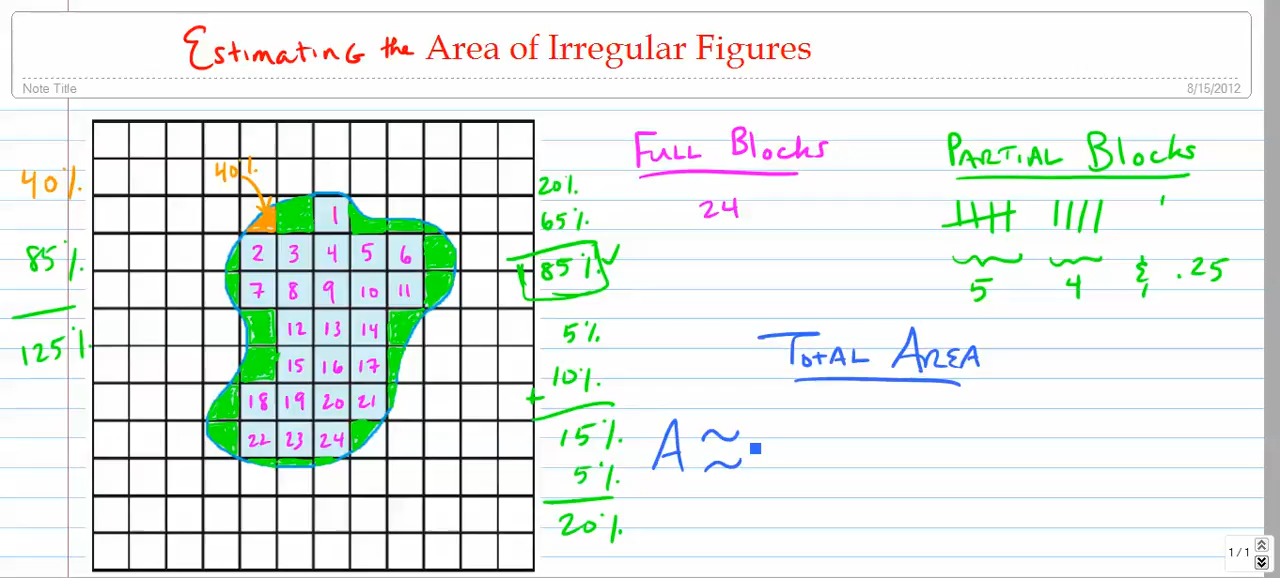 Estimating the Area of Irregular Figures
Note Title
8/15/2012
40%
85%
125%
40%
1
2 3 4 5 6
7 8 9 10 11
12 13 14
15 16 17
18 19 20 21
22 23 24
20%
65%
85% ✓
5%
+ 10%
15%
5%
20%
FULL BLOCKS
24
PARTIAL BLOCKS
5 4 & .25
TOTAL AREA
A ≈
1/1